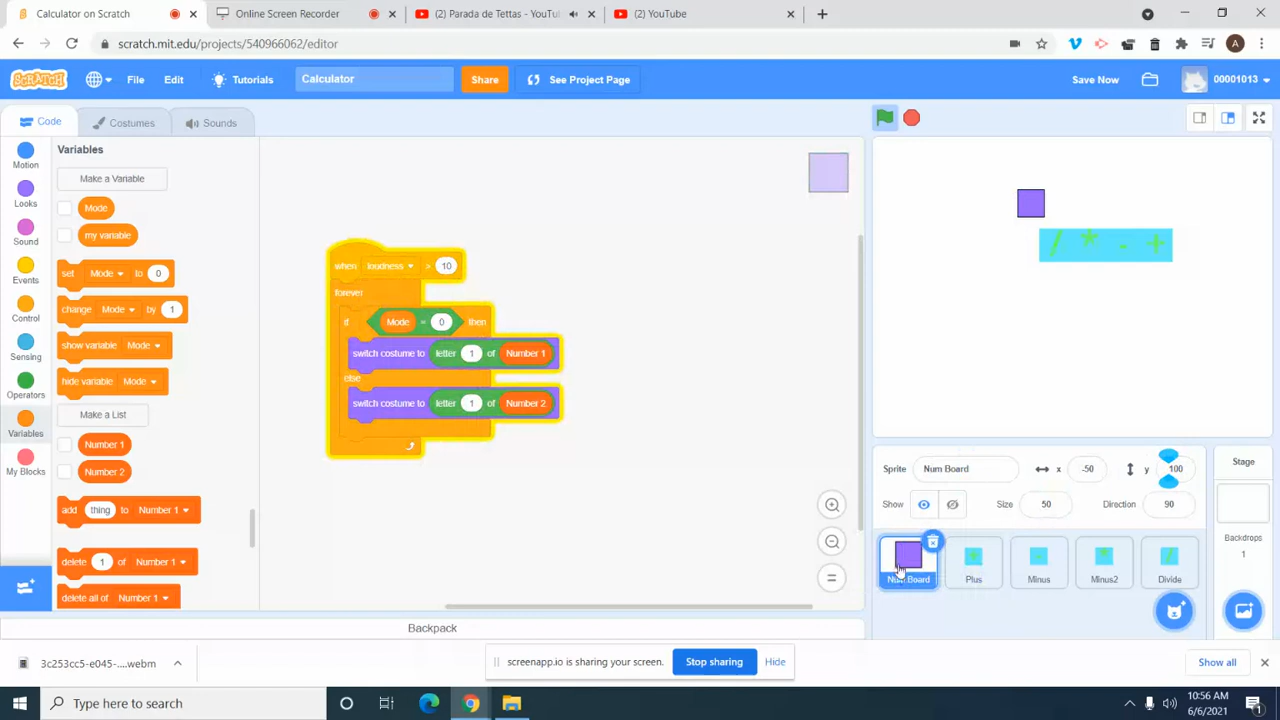 Calculator on Scratch
Online Screen Recorder
(2) Parada de Tettas - YouTu
(2) YouTube
scratch.mit.edu/projects/540966062/editor
A
SCRATCH
File
Edit
Tutorials
Calculator
Share
See Project Page
Save Now
00001013
Code
Costumes
Sounds
Motion
Looks
Sound
Events
Control
Sensing
Operators
Variables
My Blocks
Variables
Make a Variable
Mode
my variable
set Mode to 0
change Mode by 1
show variable Mode
hide variable Mode
Make a List
Number 1
Number 2
add thing to Number 1
delete 1 of Number 1
delete all of Number 1
when loudness > 10
forever
if Mode = 0 then
switch costume to letter 1 of Number 1
else
switch costume to letter 1 of Number 2
/ * - +
Sprite Num Board x -50 y 100
Show Size 50 Direction 90
Num Board
Plus
Minus
Minus2
Divide
Stage
Backdrops
1
Backpack
3c253cc5-e045-....webm
screenapp.io is sharing your screen.
Stop sharing
Hide
Show all
Type here to search
10:56 AM
6/6/2021
1